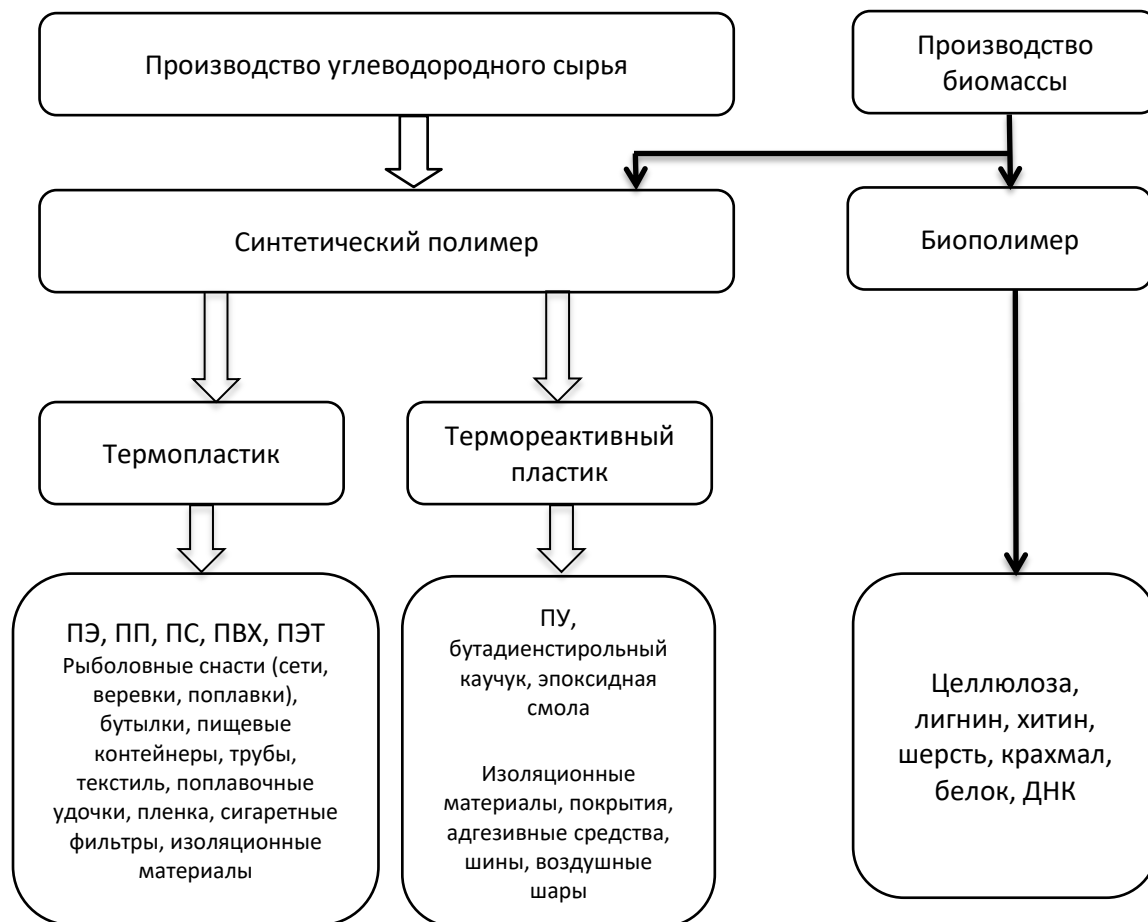 Производство углеводородного сырья
Производство
биомассы
Синтетический полимер
Биополимер
Термопластик
Термореактивный
пластик
ПЭ, ПП, ПС, ПВХ, ПЭТ
Рыболовные снасти (сети,
веревки, поплавки),
бутылки, пищевые
контейнеры, трубы,
текстиль, поплавочные
удочки, пленка, сигаретные
фильтры, изоляционные
материалы
ПУ,
бутадиенстирольный
каучук, эпоксидная
смола
Изоляционные
материалы, покрытия,
адгезивные средства,
шины, воздушные
шары
Целлюлоза,
лигнин, хитин,
шерсть, крахмал,
белок, ДНК